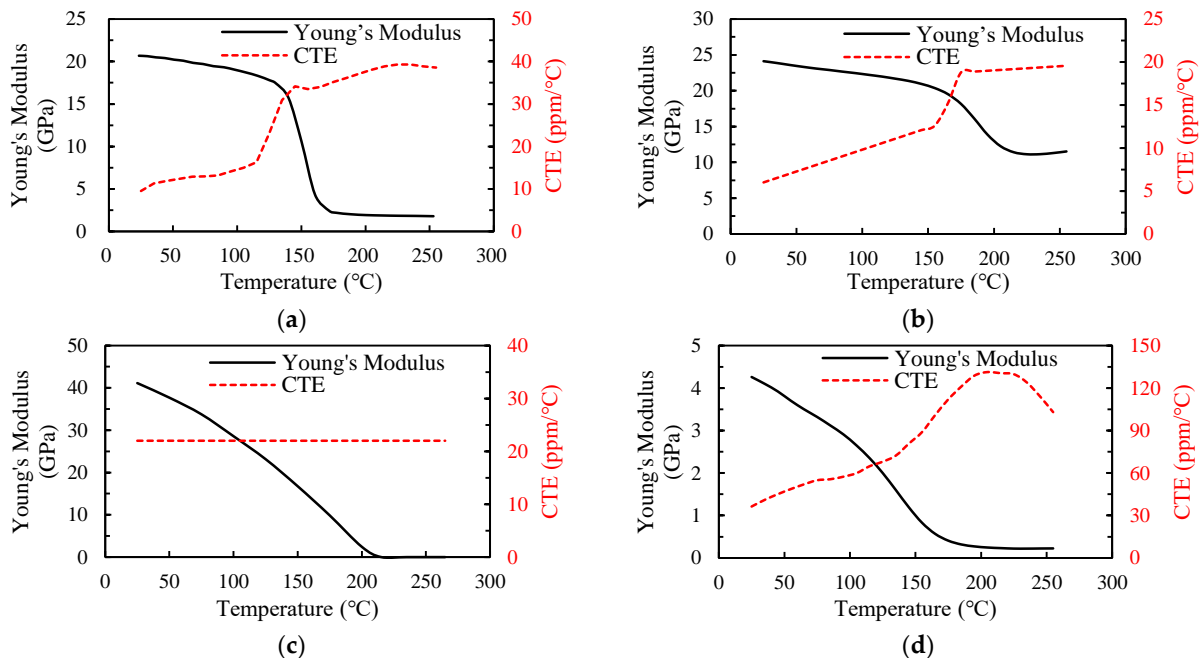 25
20
15
10
5
0
Young's Modulus
(GPa)
Young's Modulus
CTE
50
40
30
20
10
0
CTE (ppm/°C)
0 50 100 150 200 250 300
Temperature (℃)
(a)
30
25
20
15
10
5
0
Young's Modulus
(GPa)
Young's Modulus
CTE
25
20
15
10
5
0
CTE (ppm/°C)
0 50 100 150 200 250 300
Temperature (℃)
(b)
50
40
30
20
10
0
Young's Modulus
(GPa)
Young's Modulus
CTE
40
33
22
22
0
CTE (ppm/°C)
0 50 100 150 200 250 300
Temperature (℃)
(c)
5
4
3
2
1
0
Young's Modulus
(GPa)
Young's Modulus
CTE
150
120
90
60
30
0
CTE (ppm/°C)
0 50 100 150 200 250 300
Temperature (℃)
(d)